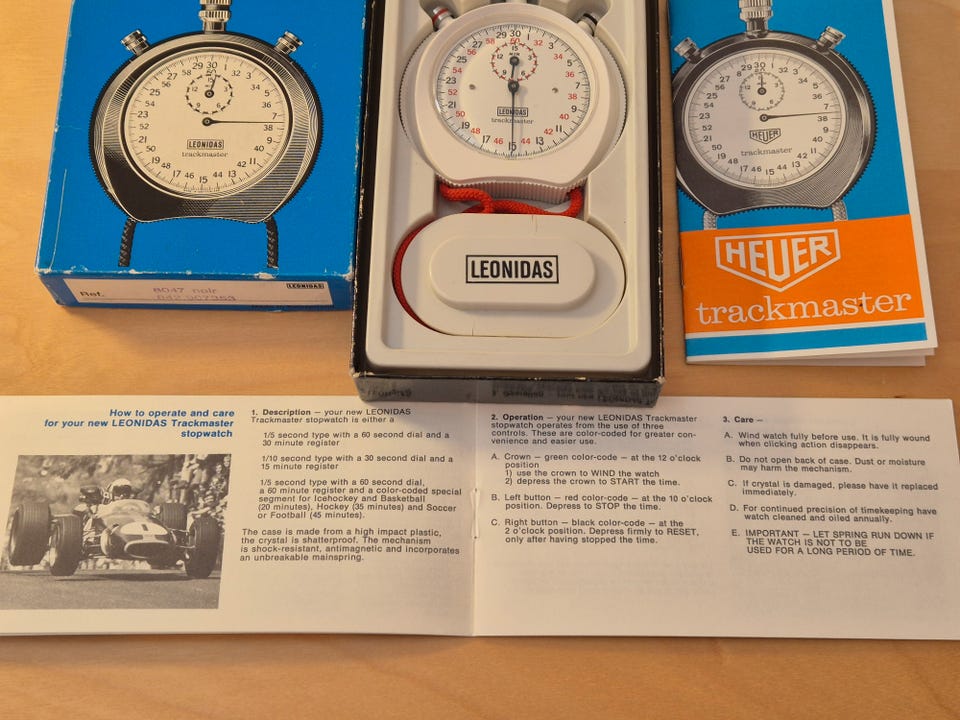 LEONIDAS
trackmaster
Ref.
8047 noir
LEONIDAS
LEONIDAS
trackmaster
LEONIDAS
HEUER
trackmaster
HEUER
trackmaster
How to operate and care
for your new LEONIDAS Trackmaster
stopwatch
1. Description – your new LEONIDAS
Trackmaster stopwatch is either a
1/5 second type with a 60 second dial and a
30 minute register
1/10 second type with a 30 second dial and a
15 minute register
1/5 second type with a 60 second dial,
a 60 minute register and a color-coded special
segment for Icehockey and Basketball
(20 minutes), Hockey (35 minutes) and Soccer
or Football (45 minutes).
The case is made from a high impact plastic,
the crystal is shatterproof. The mechanism
is shock-resistant, antimagnetic and incorporates
an unbreakable mainspring.
2. Operation – your new LEONIDAS Trackmaster
stopwatch operates from the use of three
controls. These are color-coded for greater con-
venience and easier use.
A. Crown – green color-code – at the 12 o'clock
position
1) use the crown to WIND the watch
2) depress the crown to START the time.
B. Left button – red color-code – at the 10 o'clock
position. Depress to STOP the time.
C. Right button – black color-code – at the
2 o'clock position. Depress firmly to RESET,
only after having stopped the time.
3. Care –
A. Wind watch fully before use. It is fully wound
when clicking action disappears.
B. Do not open back of case. Dust or moisture
may harm the mechanism.
C. If crystal is damaged, please have it replaced
immediately.
D. For continued precision of timekeeping have
watch cleaned and oiled annually.
E. IMPORTANT – LET SPRING RUN DOWN IF
THE WATCH IS NOT TO BE
USED FOR A LONG PERIOD OF TIME.